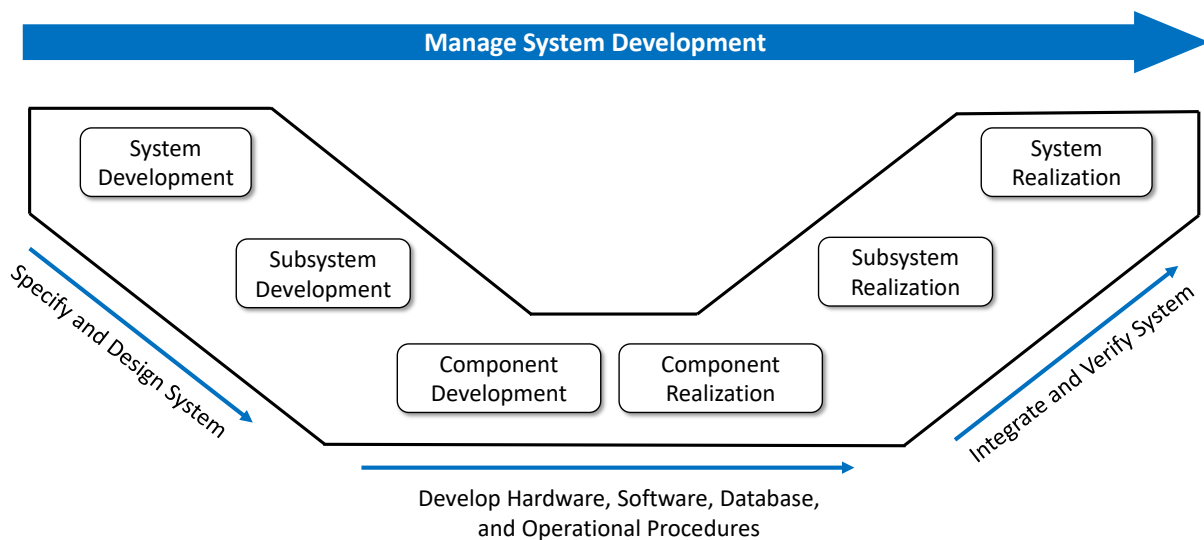 Manage System Development
System
Development
System
Realization
Subsystem
Development
Subsystem
Realization
Specify and Design System
Component
Development
Component
Realization
Integrate and Verify System
Develop Hardware, Software, Database,
and Operational Procedures